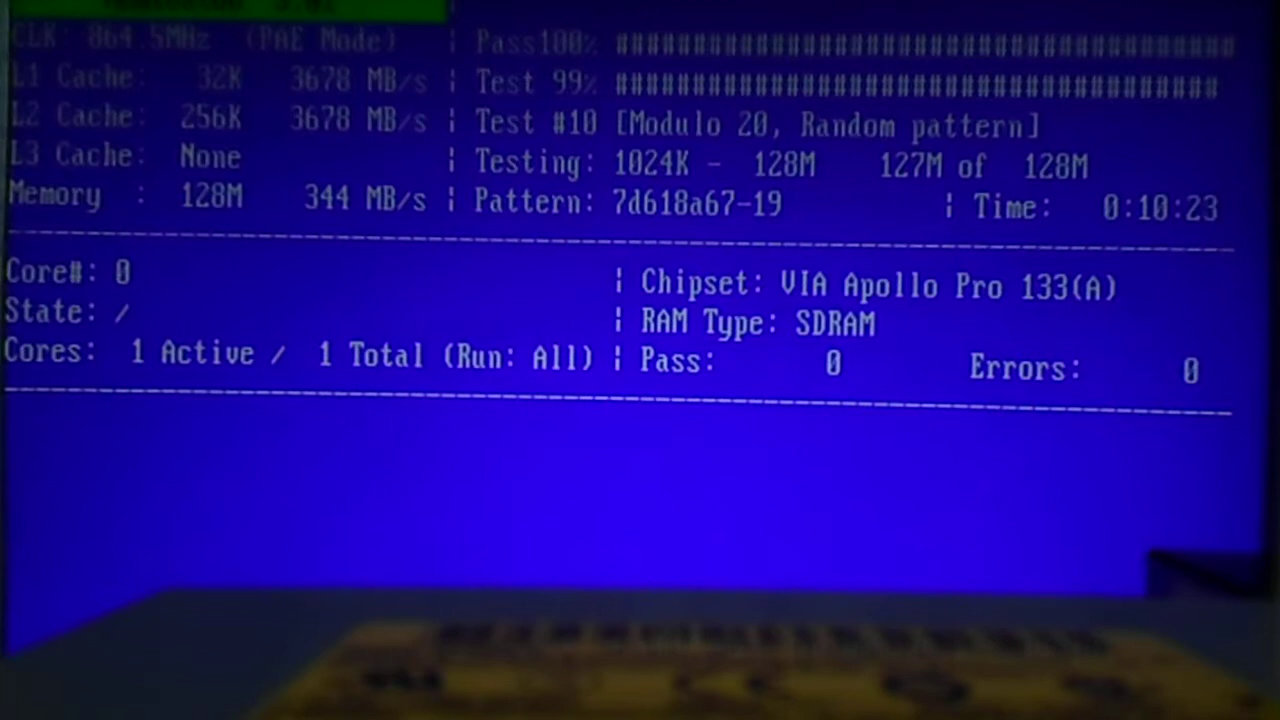 CLK: 864.5MHz (PAE Mode) ¦ Pass100% ########################################
L1 Cache: 32K 3678 MB/s ¦ Test 99% #######################################
L2 Cache: 256K 3678 MB/s ¦ Test #10 [Modulo 20, Random pattern]
L3 Cache: None ¦ Testing: 1024K - 128M 127M of 128M
Memory : 128M 344 MB/s ¦ Pattern: 7d618a67-19 ¦ Time: 0:10:23
Core#: 0 ¦ Chipset: VIA Apollo Pro 133(A)
State: / ¦ RAM Type: SDRAM
Cores: 1 Active / 1 Total (Run: All) ¦ Pass: 0 Errors: 0